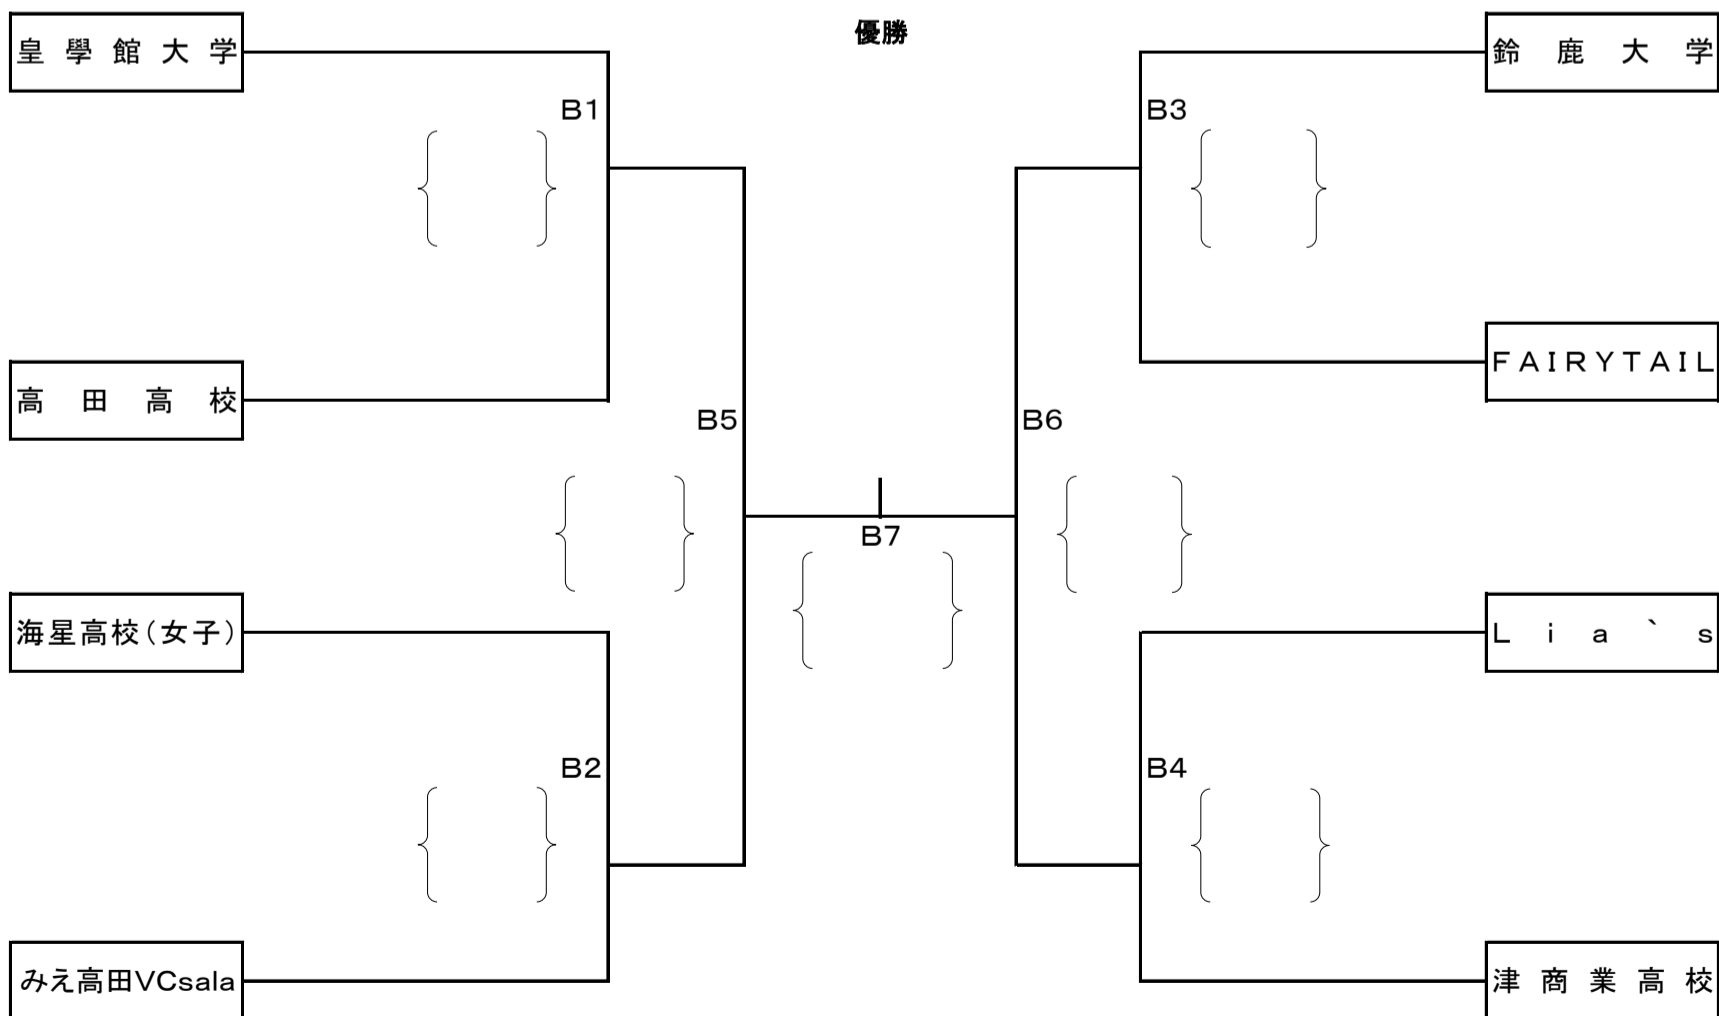 優勝
皇學館大学
鈴鹿大学
B1
B3
高田高校
FAIRYTAIL
B5
B6
B7
海星高校(女子)
Lia`s
B2
B4
みえ高田VCsala
津商業高校